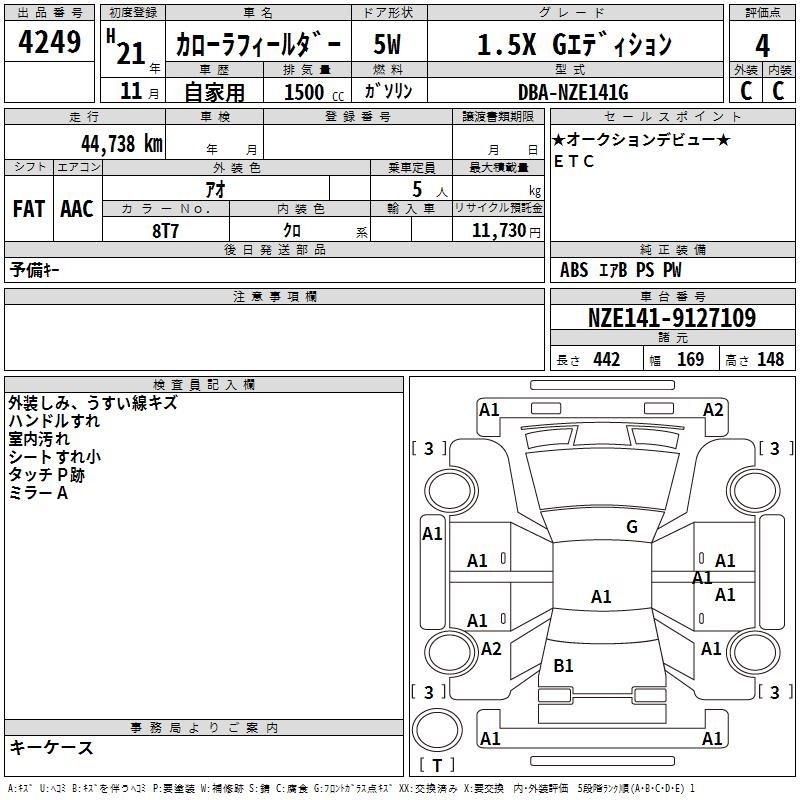 出品番号 初度登録 車名 ドア形状 グレード 評価点
4249 H21年 ｶﾛｰﾗﾌｨｰﾙﾀﾞｰ 5W 1.5X Gｴﾃﾞｨｼｮﾝ 4
車歴 排気量 燃料 型式 外装 内装
11月 自家用 1500 CC ｶﾞｿﾘﾝ DBA-NZE141G C C
走行 車検 登録番号 譲渡書類期限
44,738 km 年 月 月 日
シフト エアコン 外装色 乗車定員 最大積載量
FAT AAC ｱｵ 5 人 kg
カラーNo. 内装色 輸入車 リサイクル預託金
8T7 ｸﾛ 系 11,730 円
後日発送部品
予備ｷｰ
セールスポイント
★オークションデビュー★
ＥＴＣ
純正装備
ABS ｴｱB PS PW
注意事項欄
車台番号
NZE141-9127109
諸元
長さ 442 幅 169 高さ 148
検査員記入欄
外装しみ、うすい線キズ
ハンドルすれ
室内汚れ
シートすれ小
タッチＰ跡
ミラーＡ
事務局よりご案内
キーケース
A1 A2
[ 3 ] [ 3 ]
G
A1
A1 A1
A1
A1 A1
A1
A2 A1
B1
[ 3 ] [ 3 ]
A1 A1
[ T ]
A:ｷｽﾞ U:ﾍｺﾐ B:ｷｽﾞを伴うﾍｺﾐ P:要塗装 W:補修跡 S:錆 C:腐食 G:ﾌﾛﾝﾄｶﾞﾗｽ点ｷｽﾞ XX:交換済み X:要交換 内･外装評価 5段階ﾗﾝｸ順(A･B･C･D･E) 1